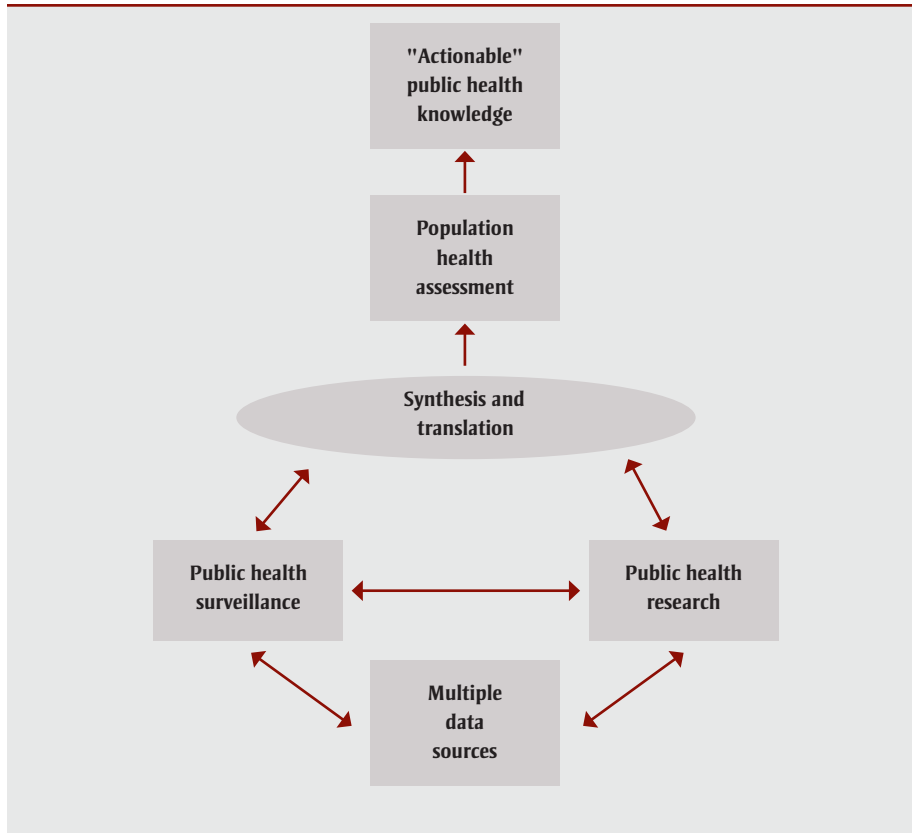 "Actionable"
public health
knowledge
Population
health
assessment
Synthesis and
translation
Public health
surveillance
Public health
research
Multiple
data
sources